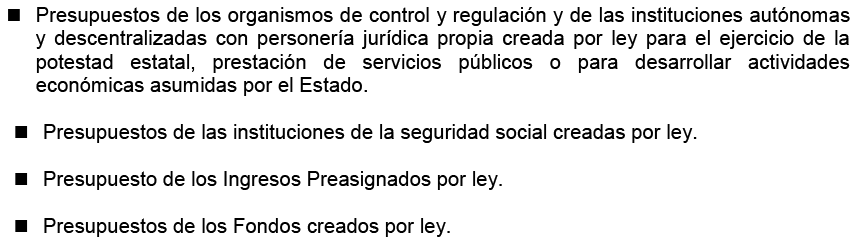 ■ Presupuestos de los organismos de control y regulación y de las instituciones autónomas
y descentralizadas con personería jurídica propia creada por ley para el ejercicio de la
potestad estatal, prestación de servicios públicos o para desarrollar actividades
económicas asumidas por el Estado.
■ Presupuestos de las instituciones de la seguridad social creadas por ley.
■ Presupuesto de los Ingresos Preasignados por ley.
■ Presupuestos de los Fondos creados por ley.